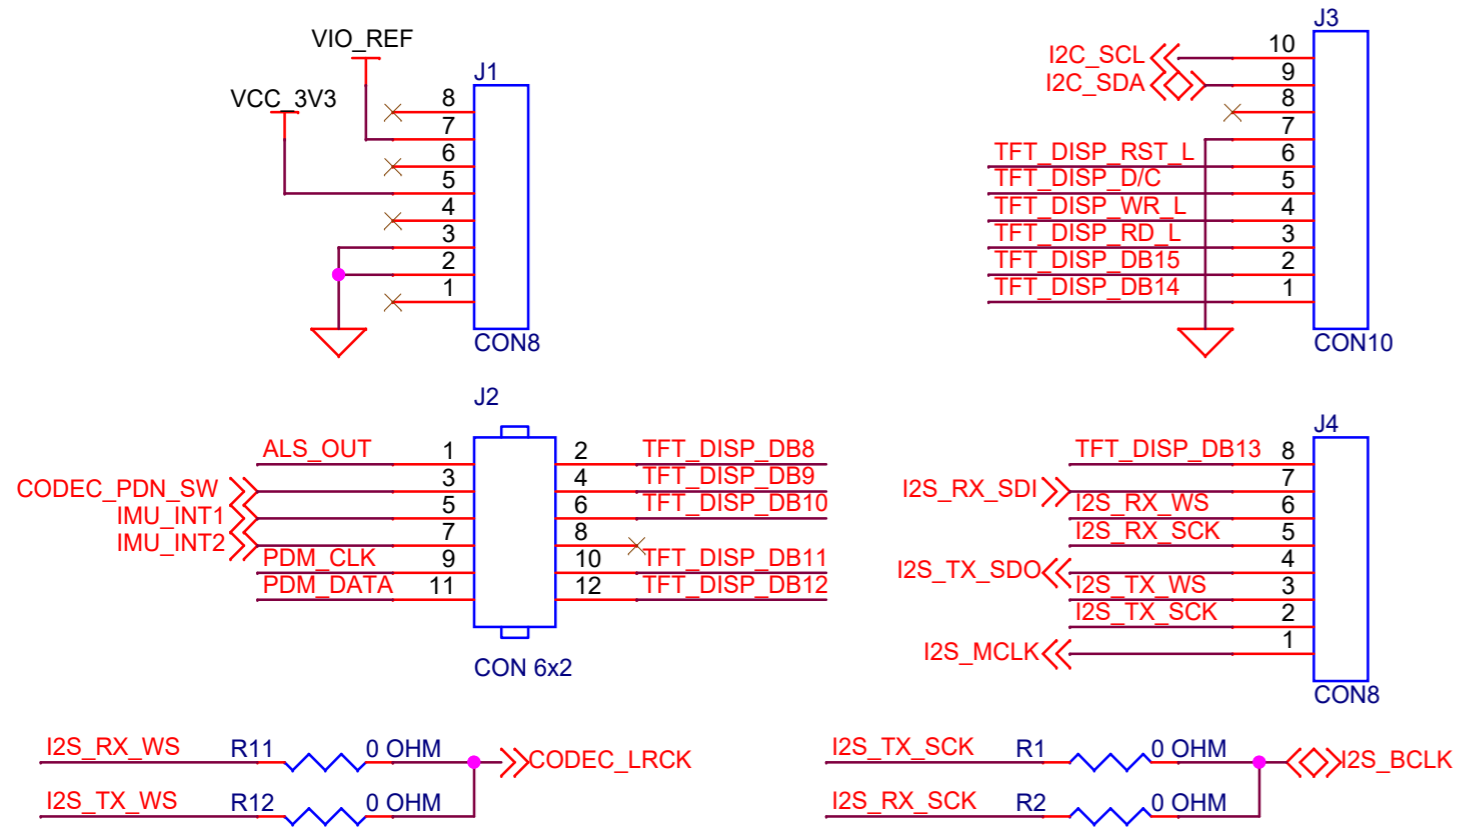 VIO_REF
VCC_3V3
J1
8
7
6
5
4
3
2
1
CON8
J3
I2C_SCL 10
I2C_SDA 9
8
7
TFT_DISP_RST_L 6
TFT_DISP_D/C 5
TFT_DISP_WR_L 4
TFT_DISP_RD_L 3
TFT_DISP_DB15 2
TFT_DISP_DB14 1
CON10
J2
ALS_OUT 1 2 TFT_DISP_DB8
CODEC_PDN_SW 3 4 TFT_DISP_DB9
IMU_INT1 5 6 TFT_DISP_DB10
IMU_INT2 7 8
PDM_CLK 9 10 TFT_DISP_DB11
PDM_DATA 11 12 TFT_DISP_DB12
CON 6x2
J4
TFT_DISP_DB13 8
I2S_RX_SDI 7
I2S_RX_WS 6
I2S_RX_SCK 5
I2S_TX_SDO 4
I2S_TX_WS 3
I2S_TX_SCK 2
I2S_MCLK 1
CON8
I2S_RX_WS R11 0 OHM CODEC_LRCK
I2S_TX_WS R12 0 OHM
I2S_TX_SCK R1 0 OHM I2S_BCLK
I2S_RX_SCK R2 0 OHM